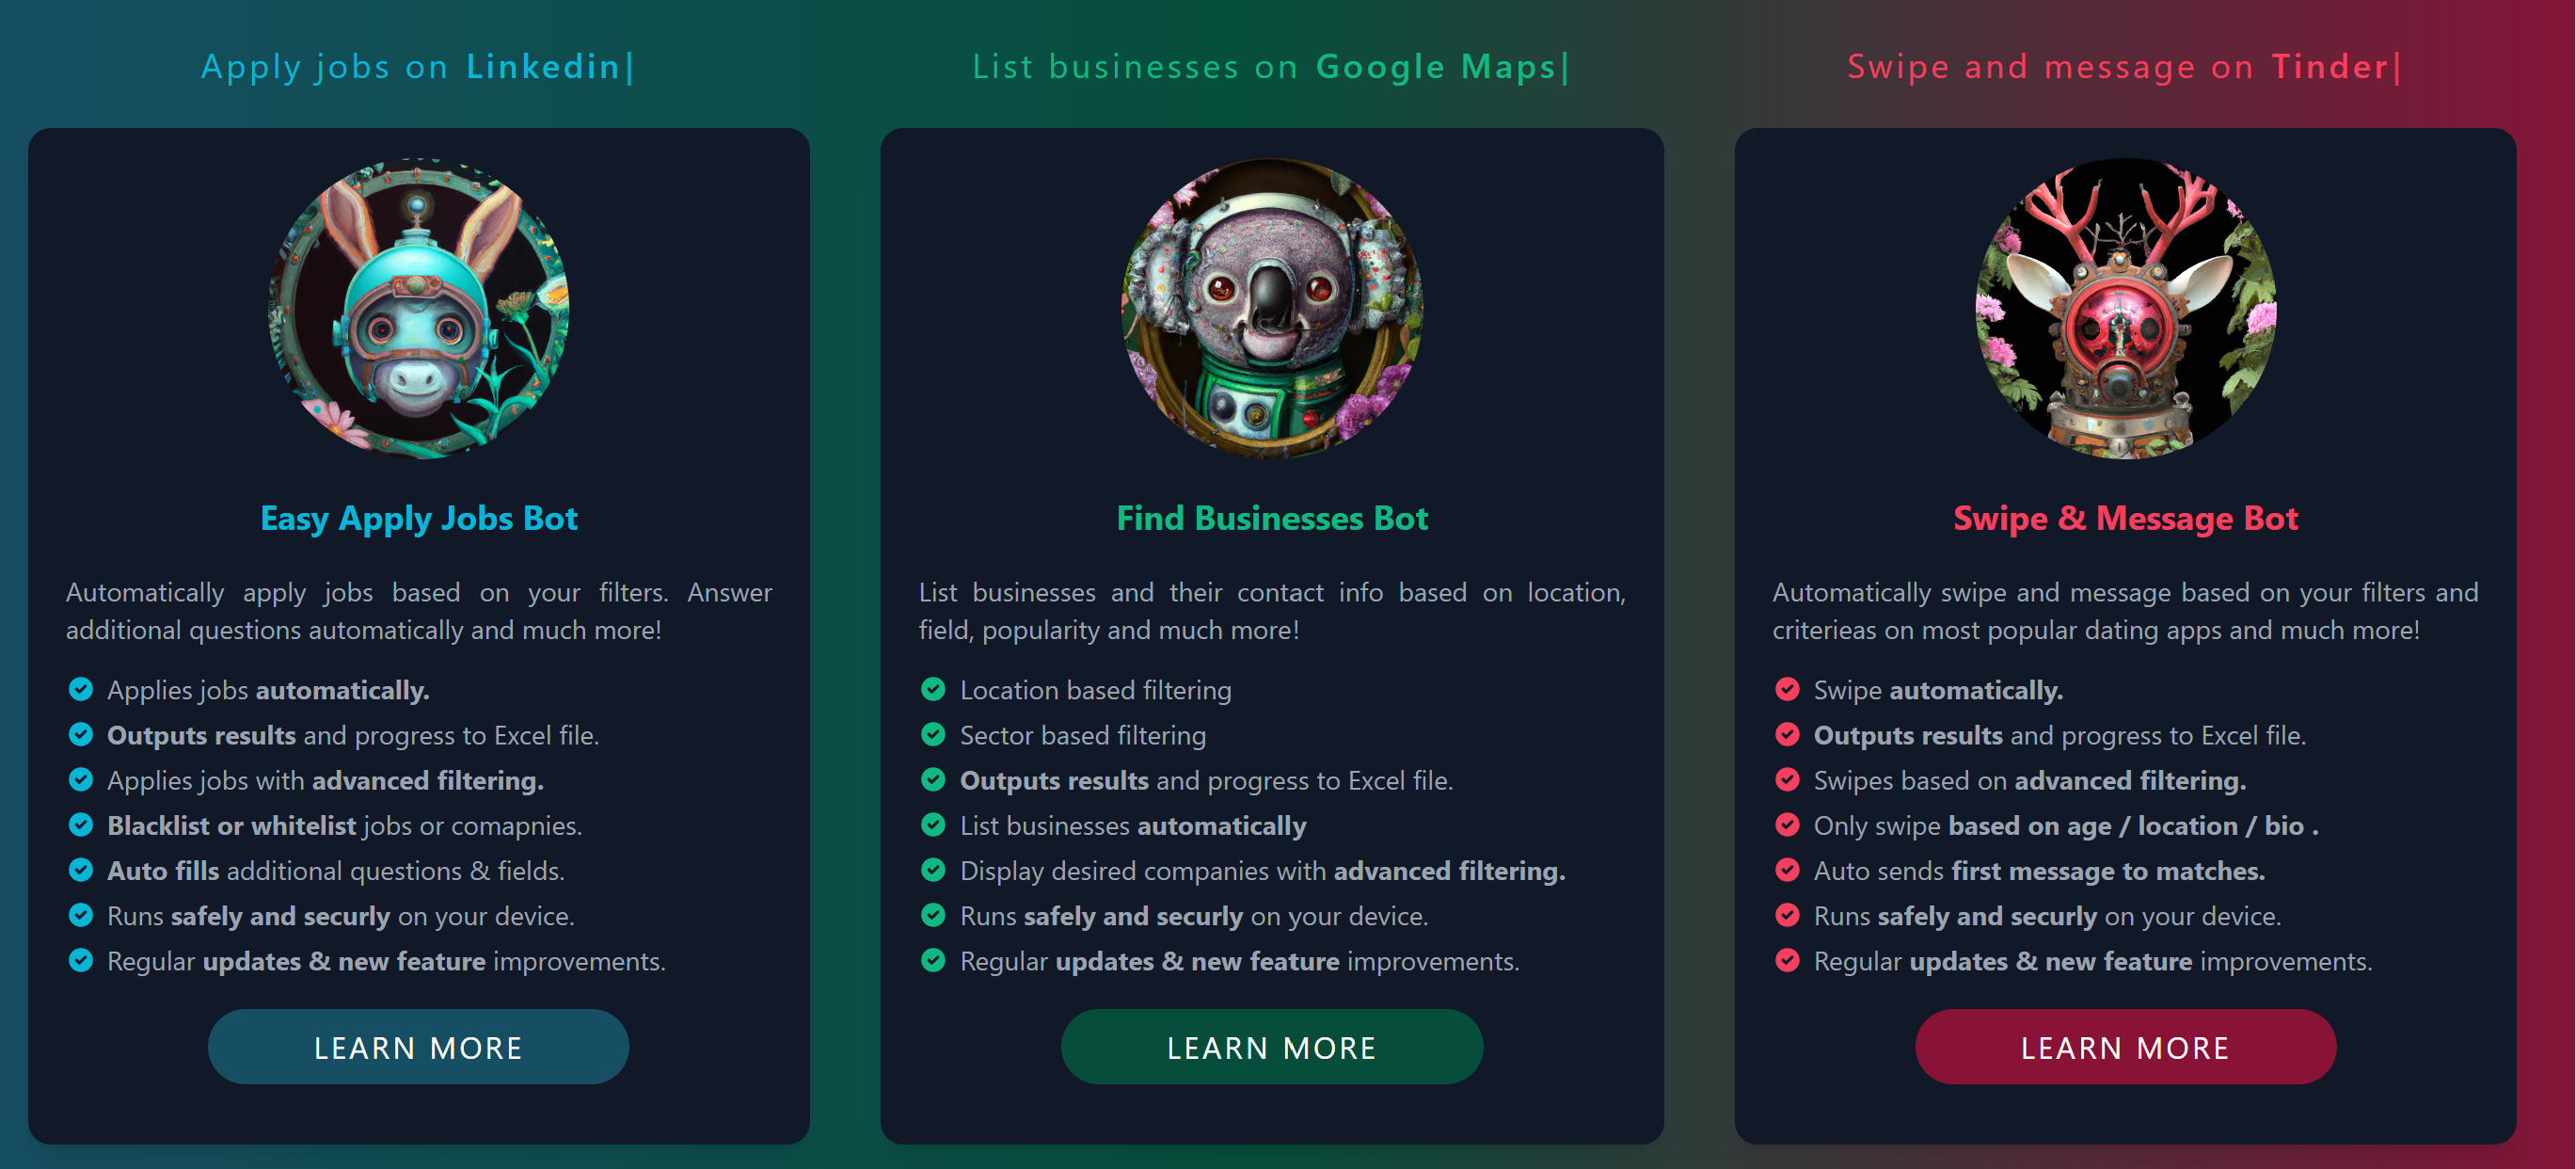 Apply jobs on Linkedin|
List businesses on Google Maps|
Swipe and message on Tinder|
Easy Apply Jobs Bot
Automatically apply jobs based on your filters. Answer
additional questions automatically and much more!
Applies jobs automatically.
Outputs results and progress to Excel file.
Applies jobs with advanced filtering.
Blacklist or whitelist jobs or comapnies.
Auto fills additional questions & fields.
Runs safely and securly on your device.
Regular updates & new feature improvements.
LEARN MORE
Find Businesses Bot
List businesses and their contact info based on location,
field, popularity and much more!
Location based filtering
Sector based filtering
Outputs results and progress to Excel file.
List businesses automatically
Display desired companies with advanced filtering.
Runs safely and securly on your device.
Regular updates & new feature improvements.
LEARN MORE
Swipe & Message Bot
Automatically swipe and message based on your filters and
criterieas on most popular dating apps and much more!
Swipe automatically.
Outputs results and progress to Excel file.
Swipes based on advanced filtering.
Only swipe based on age / location / bio .
Auto sends first message to matches.
Runs safely and securly on your device.
Regular updates & new feature improvements.
LEARN MORE